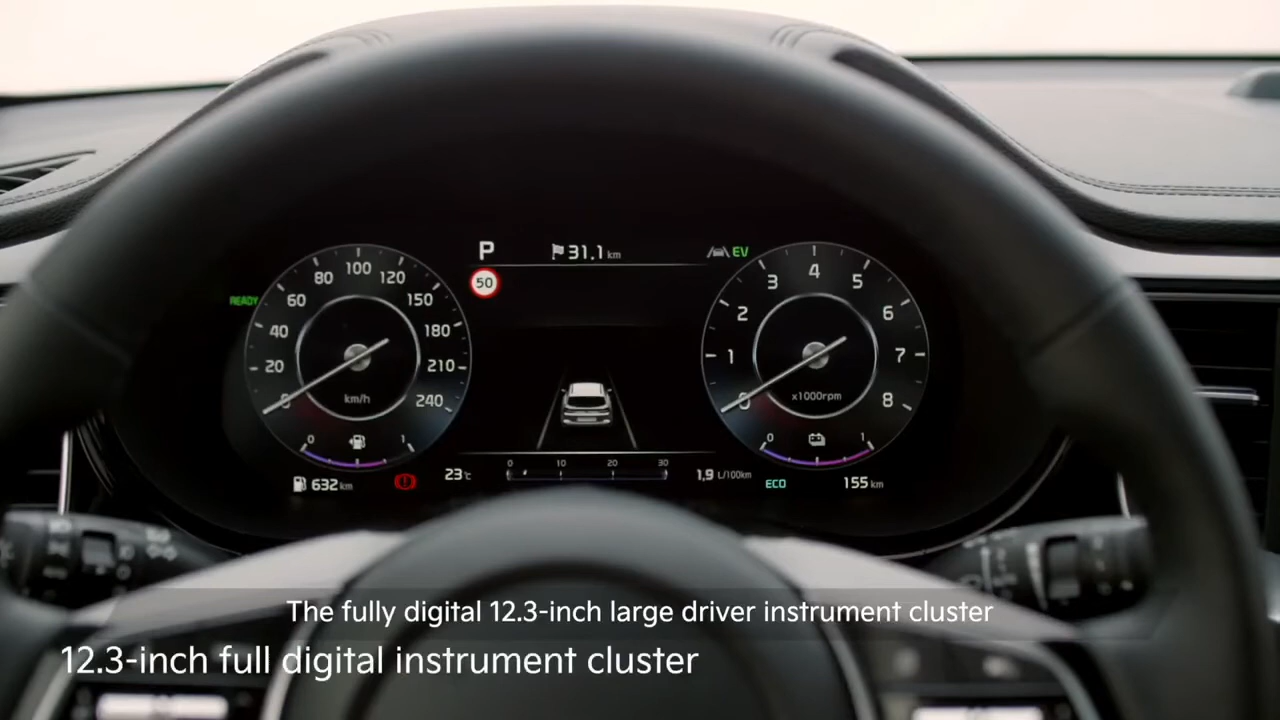 P 31.1 km EV
50
READY
0 20 40 60 80 100 120 150 180 210 240
km/h
0 1
0 1 2 3 4 5 6 7 8
x1000rpm
0 1
632 km
23°c
0 10 20 30
1,9 L/100km
ECO
155 km
The fully digital 12.3-inch large driver instrument cluster
12.3-inch full digital instrument cluster